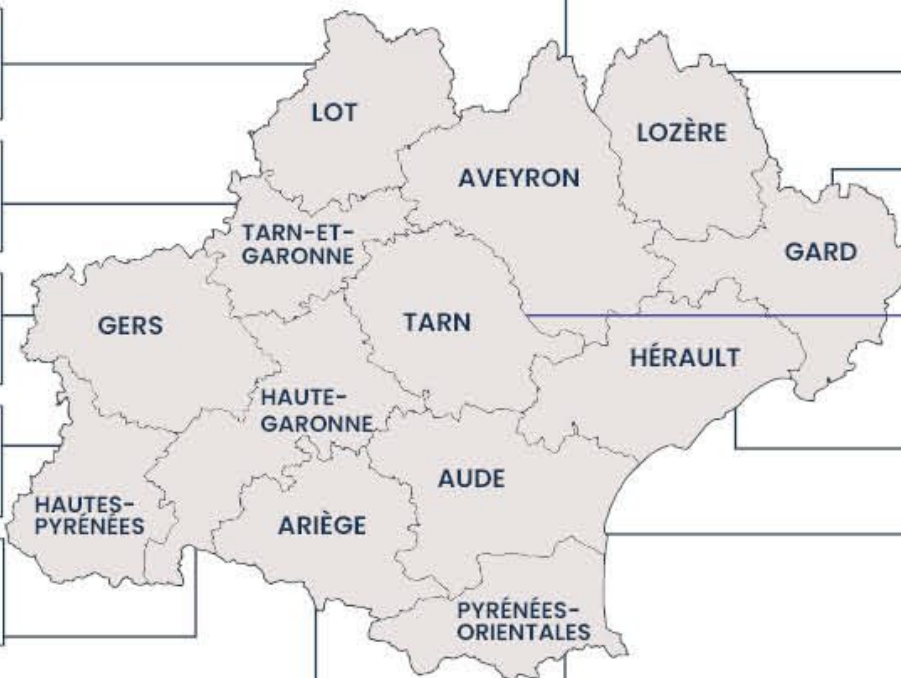 LOT
LOZÈRE
AVEYRON
TARN-ET-
GARONNE
GARD
GERS
TARN
HÉRAULT
HAUTE-
GARONNE
AUDE
HAUTES-
PYRÉNÉES
ARIÈGE
PYRÉNÉES-
ORIENTALES